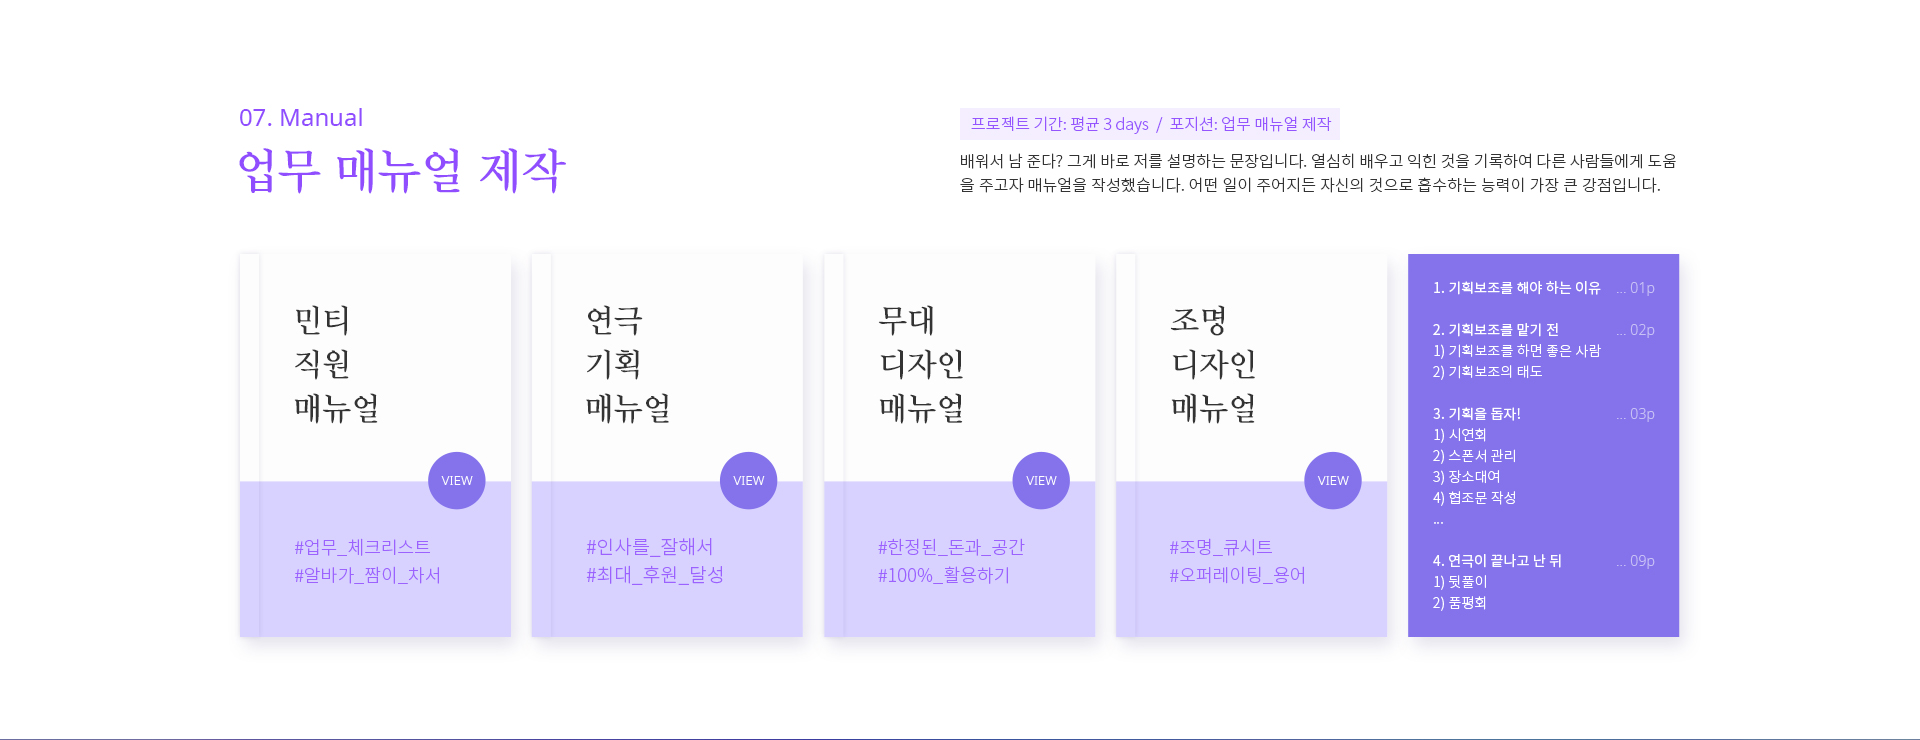 07. Manual
업무 매뉴얼 제작
프로젝트 기간: 평균 3 days / 포지션: 업무 매뉴얼 제작
배워서 남 준다? 그게 바로 저를 설명하는 문장입니다. 열심히 배우고 익힌 것을 기록하여 다른 사람들에게 도움
을 주고자 매뉴얼을 작성했습니다. 어떤 일이 주어지든 자신의 것으로 흡수하는 능력이 가장 큰 강점입니다.
민티
직원
매뉴얼
VIEW
#업무_체크리스트
#알바가_짬이_차서
연극
기획
매뉴얼
VIEW
#인사를_잘해서
#최대_후원_달성
무대
디자인
매뉴얼
VIEW
#한정된_돈과_공간
#100%_활용하기
조명
디자인
매뉴얼
VIEW
#조명_큐시트
#오퍼레이팅_용어
1. 기획보조를 해야 하는 이유 ... 01p
2. 기획보조를 맡기 전 ... 02p
1) 기획보조를 하면 좋은 사람
2) 기획보조의 태도
3. 기획을 돕자! ... 03p
1) 시연회
2) 스폰서 관리
3) 장소대여
4) 협조문 작성
...
4. 연극이 끝나고 난 뒤 ... 09p
1) 뒷풀이
2) 품평회